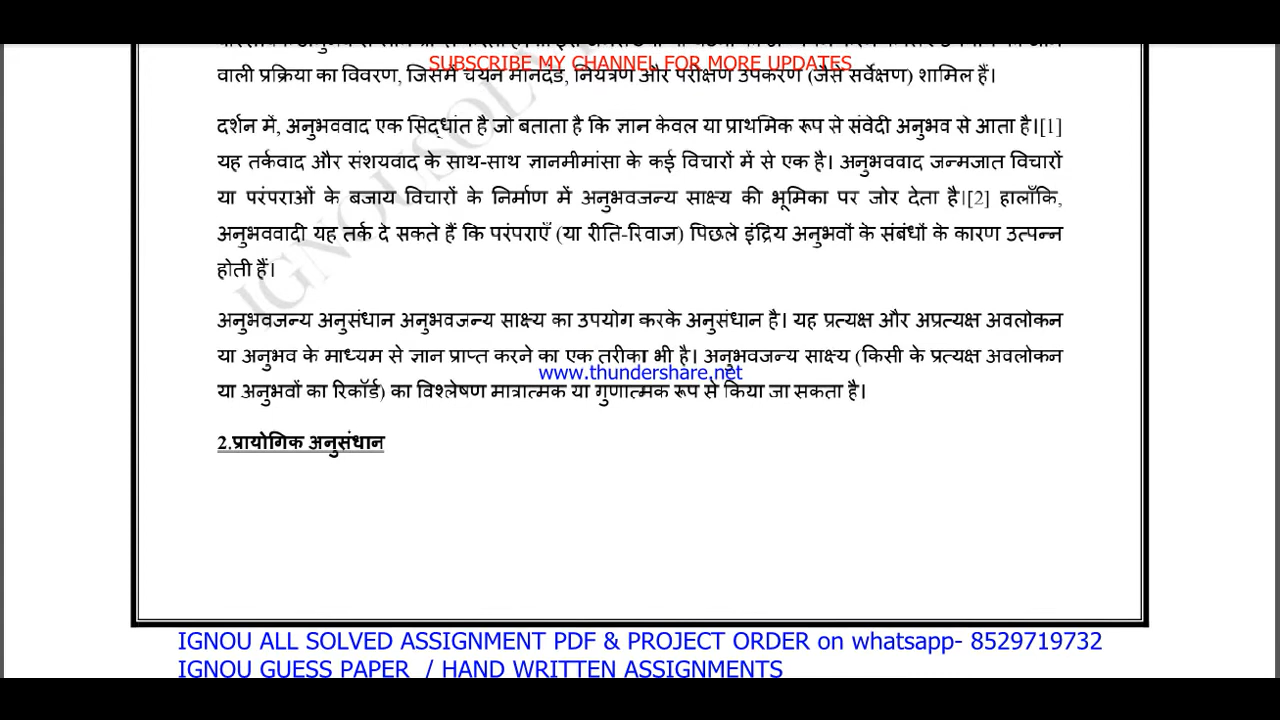 SUBSCRIBE MY CHANNEL FOR MORE UPDATES
वाली प्रक्रिया का विवरण, जिसमें चयन मानदंड, नियंत्रण और परीक्षण उपकरण (जैसे सर्वेक्षण) शामिल हैं।
दर्शन में, अनुभववाद एक सिद्धांत है जो बताता है कि ज्ञान केवल या प्राथमिक रूप से संवेदी अनुभव से आता है।[1]
यह तर्कवाद और संशयवाद के साथ-साथ ज्ञानमीमांसा के कई विचारों में से एक है। अनुभववाद जन्मजात विचारों
या परंपराओं के बजाय विचारों के निर्माण में अनुभवजन्य साक्ष्य की भूमिका पर जोर देता है।[2] हालाँकि,
अनुभववादी यह तर्क दे सकते हैं कि परंपराएँ (या रीति-रिवाज) पिछले इंद्रिय अनुभवों के संबंधों के कारण उत्पन्न
होती हैं।
IGNOUSOL
अनुभवजन्य अनुसंधान अनुभवजन्य साक्ष्य का उपयोग करके अनुसंधान है। यह प्रत्यक्ष और अप्रत्यक्ष अवलोकन
या अनुभव के माध्यम से ज्ञान प्राप्त करने का एक तरीका भी है। अनुभवजन्य साक्ष्य (किसी के प्रत्यक्ष अवलोकन
www.thundershare.net
या अनुभवों का रिकॉर्ड) का विश्लेषण मात्रात्मक या गुणात्मक रूप से किया जा सकता है।
2.प्रायोगिक अनुसंधान
IGNOU ALL SOLVED ASSIGNMENT PDF & PROJECT ORDER on whatsapp- 8529719732
IGNOU GUESS PAPER / HAND WRITTEN ASSIGNMENTS